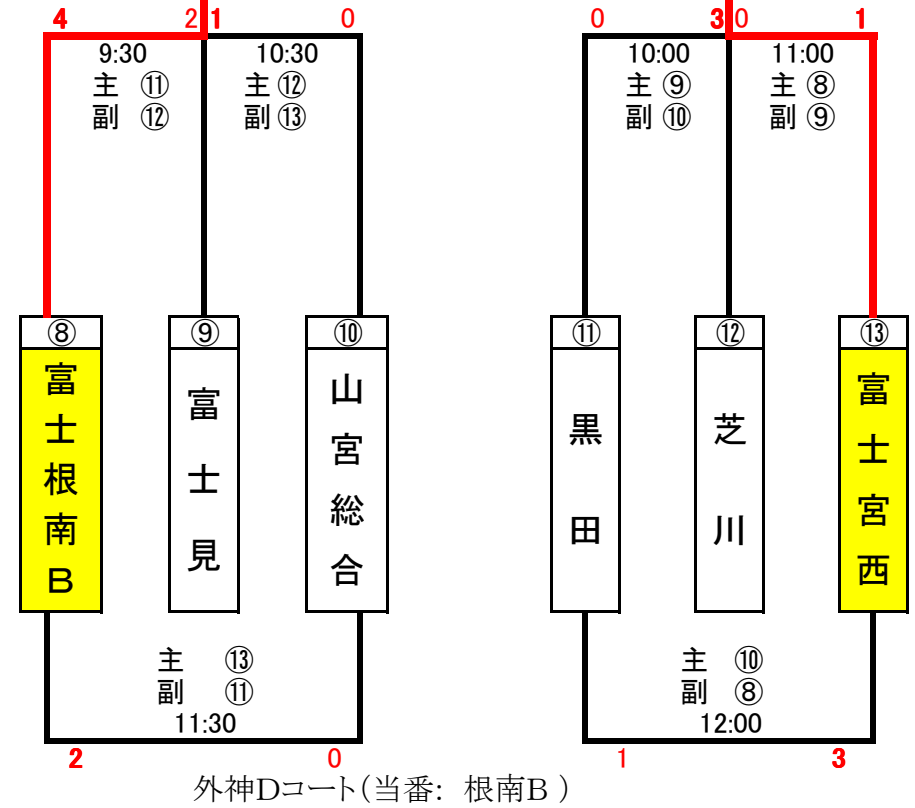 4 2 1 0 0 3 0 1
9:30 10:30 10:00 11:00
主 ⑪ 主 ⑫ 主 ⑨ 主 ⑧
副 ⑫ 副 ⑬ 副 ⑩ 副 ⑨
⑧ ⑨ ⑩ ⑪ ⑫ ⑬
富士根南B
富士見
山宮総合
黒田
芝川
富士宮西
主 ⑬ 主 ⑩
副 ⑪ 副 ⑧
11:30 12:00
2 0 1 3
外神Dコート(当番: 根南B )